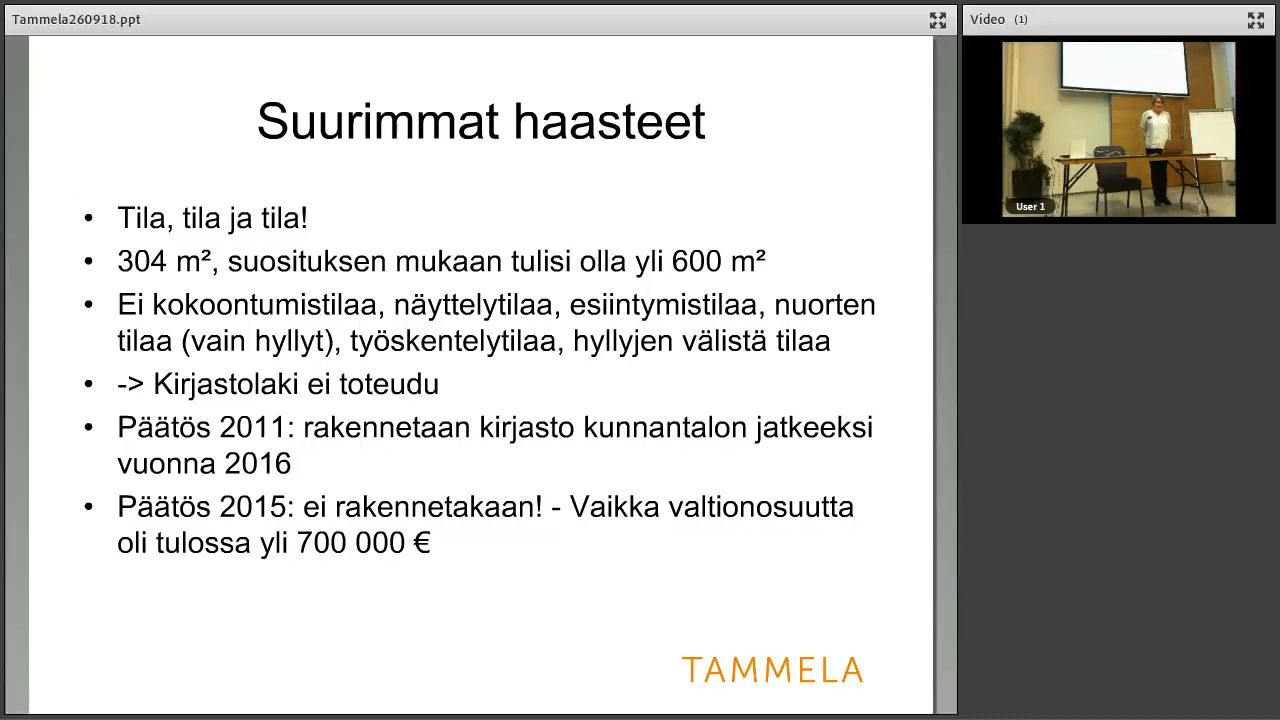 Tammela260918.ppt
Video (1)
Suurimmat haasteet
• Tila, tila ja tila!
• 304 m², suosituksen mukaan tulisi olla yli 600 m²
• Ei kokoontumistilaa, näyttelytilaa, esiintymistilaa, nuorten
tilaa (vain hyllyt), työskentelytilaa, hyllyjen välistä tilaa
• -> Kirjastolaki ei toteudu
• Päätös 2011: rakennetaan kirjasto kunnantalon jatkeeksi
vuonna 2016
• Päätös 2015: ei rakennetakaan! - Vaikka valtionosuutta
oli tulossa yli 700 000 €
TAMMELA
User 1